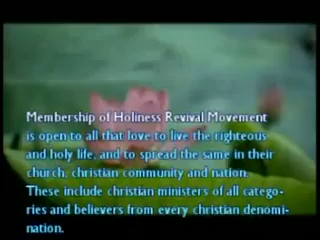 Membership of Holiness Revival Movement
is open to all that love to live the righteous
and holy life, and to spread the same in their
church, christian community and nation.
These include christian ministers of all catego-
ries and believers from every christian denomi-
nation.